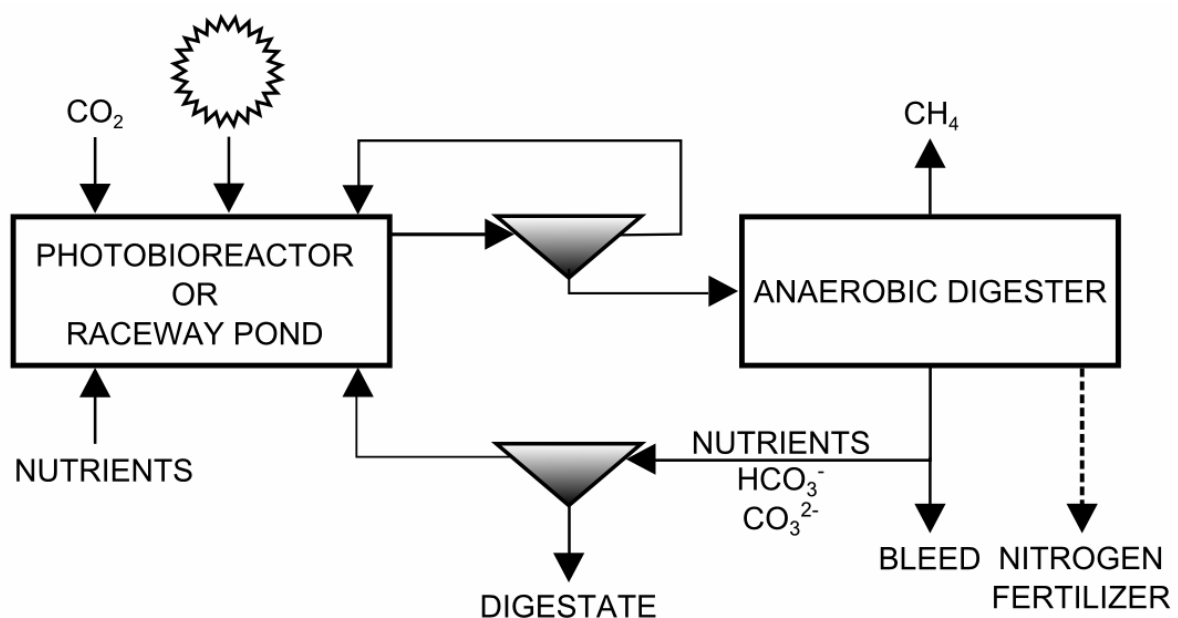 CO₂
CH₄
PHOTOBIOREACTOR
OR
RACEWAY POND
ANAEROBIC DIGESTER
NUTRIENTS
NUTRIENTS
HCO₃⁻
CO₃²⁻
BLEED
NITROGEN
FERTILIZER
DIGESTATE